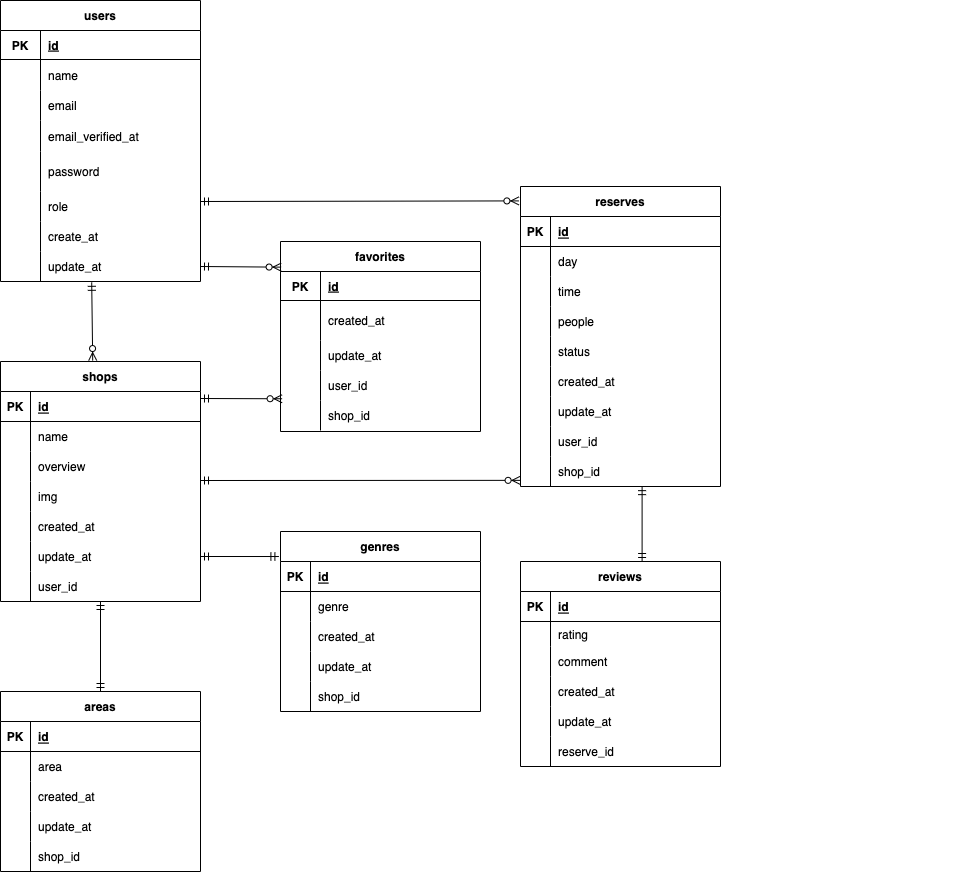 users
PK id
name
email
email_verified_at
password
role
create_at
update_at
reserves
PK id
day
time
people
status
created_at
update_at
user_id
shop_id
favorites
PK id
created_at
update_at
user_id
shop_id
shops
PK id
name
overview
img
created_at
update_at
user_id
genres
PK id
genre
created_at
update_at
shop_id
reviews
PK id
rating
comment
created_at
update_at
reserve_id
areas
PK id
area
created_at
update_at
shop_id